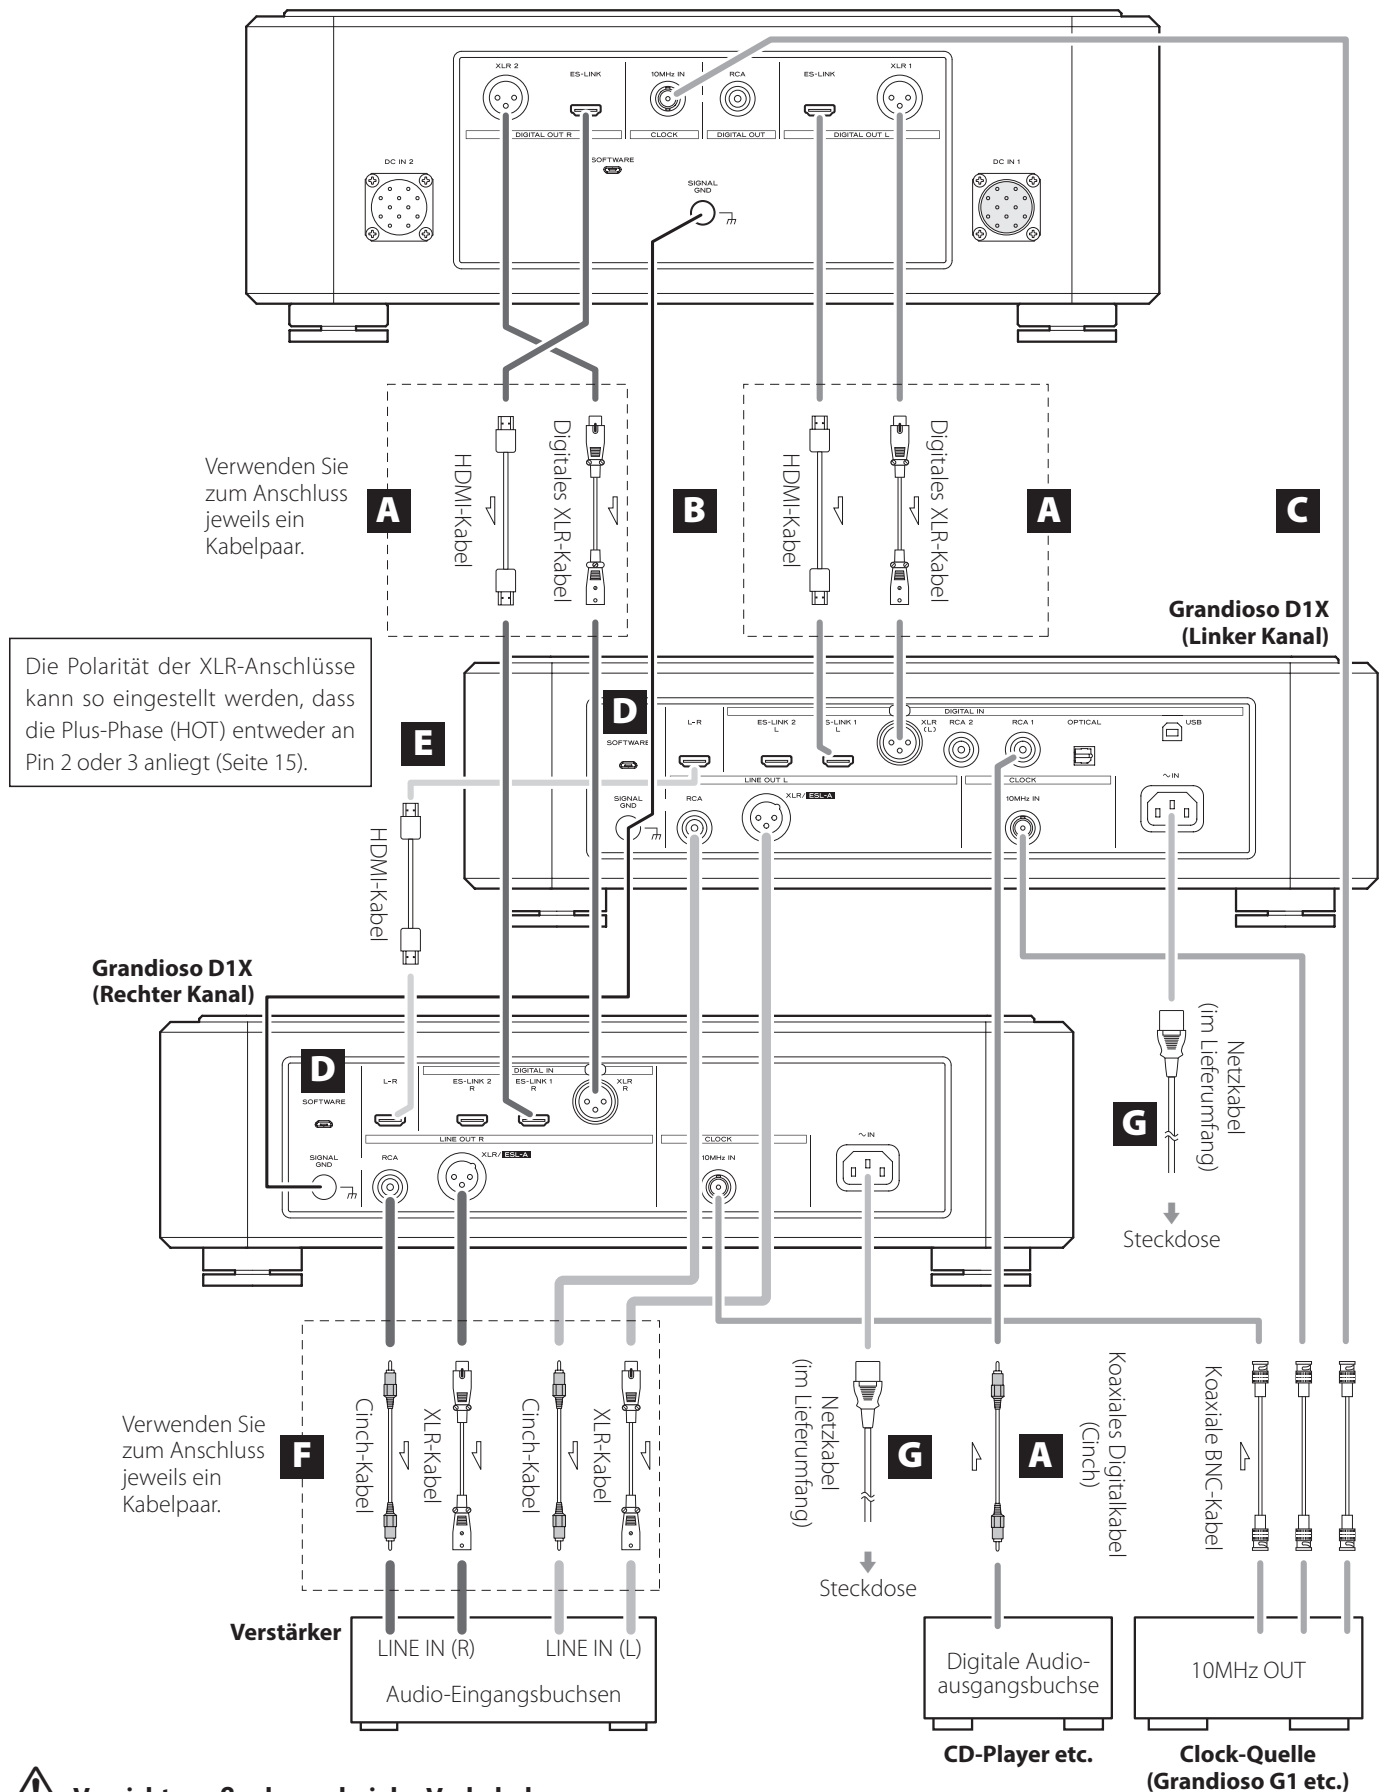 XLR 2
ES-LINK
10MHz IN
RCA
ES-LINK
XLR 1
DIGITAL OUT R
CLOCK
DIGITAL OUT
DIGITAL OUT L
DC IN 2
SOFTWARE
SIGNAL
GND
DC IN 1
Verwenden Sie
zum Anschluss
jeweils ein
Kabelpaar.
A
HDMI-Kabel
Digitales XLR-Kabel
B
HDMI-Kabel
Digitales XLR-Kabel
A
C
Grandioso D1X
(Linker Kanal)
Die Polarität der XLR-Anschlüsse
kann so eingestellt werden, dass
die Plus-Phase (HOT) entweder an
Pin 2 oder 3 anliegt (Seite 15).
E
D
SOFTWARE
L-R
DIGITAL IN
ES-LINK 2
L
S-LINK 1
L
XLR
(L)
RCA 2
RCA 1
OPTICAL
USB
LINE OUT L
CLOCK
~IN
SIGNAL
GND
RCA
XLR/ ESL-A
10MHz IN
HDMI-Kabel
Grandioso D1X
(Rechter Kanal)
D
SOFTWARE
L-R
DIGITAL IN
ES-LINK 2
R
ES-LINK 1
R
XLR
R
LINE OUT R
CLOCK
~IN
SIGNAL
GND
RCA
XLR/ ESL-A
10MHz IN
G
Netzkabel
(im Lieferumfang)
Steckdose
Verwenden Sie
zum Anschluss
jeweils ein
Kabelpaar.
F
Cinch-Kabel
XLR-Kabel
Cinch-Kabel
XLR-Kabel
Netzkabel
(im Lieferumfang)
G
Steckdose
A
Koaxiales Digitalkabel
(Cinch)
Koaxiale BNC-Kabel
Verstärker
LINE IN (R)
LINE IN (L)
Audio-Eingangsbuchsen
Digitale Audio-
ausgangsbuchse
10MHz OUT
CD-Player etc.
Clock-Quelle
(Grandioso G1 etc.)